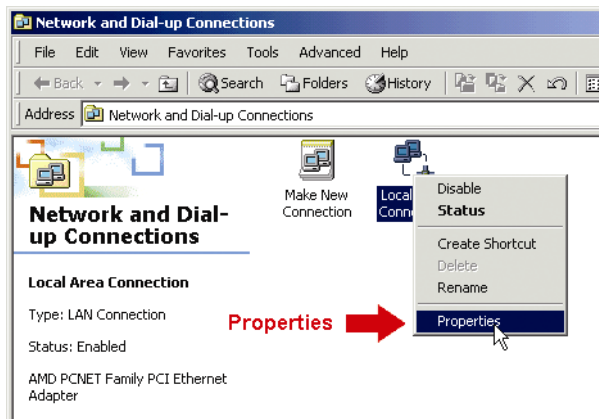 Network and Dial-up Connections
File Edit View Favorites Tools Advanced Help
Back Search Folders History
Address Network and Dial-up Connections
Make New
Connection
Local
Conn
Disable
Status
Create Shortcut
Delete
Rename
Properties
Network and Dial-
up Connections
Local Area Connection
Type: LAN Connection
Properties
Status: Enabled
AMD PCNET Family PCI Ethernet
Adapter